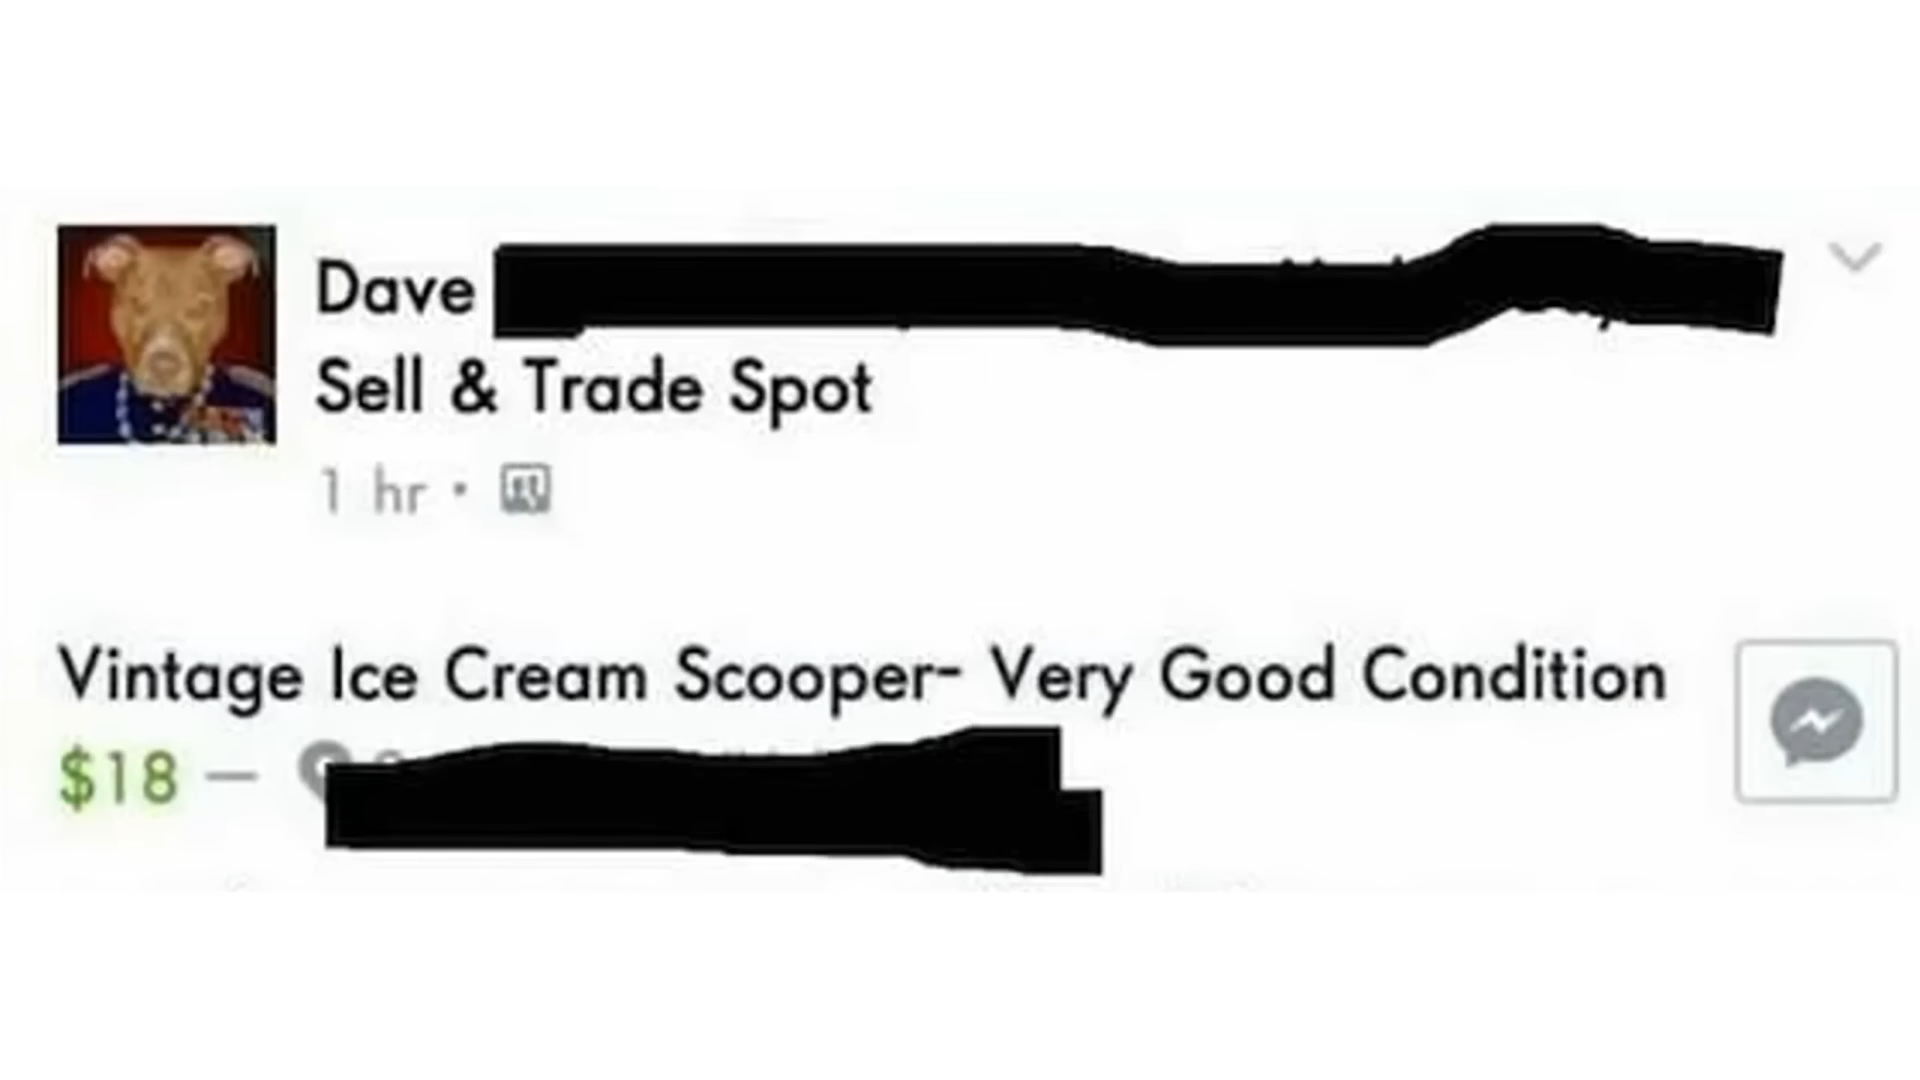 Dave
Sell & Trade Spot
1 hr ·
Vintage Ice Cream Scooper- Very Good Condition
$18 —